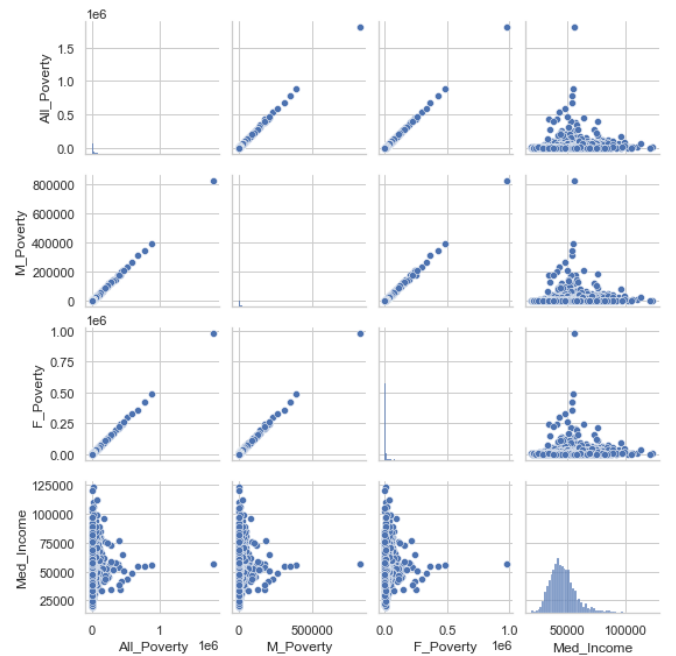 1e6
1.5
1.0
0.5
0.0
All_Poverty
800000
600000
400000
200000
0
M_Poverty
1e6
1.00
0.75
0.50
0.25
0.00
F_Poverty
125000
100000
75000
50000
25000
Med_Income
0 1 0 500000 0.0 0.5 1.0 50000 100000
All_Poverty 1e6 M_Poverty F_Poverty 1e6 Med_Income